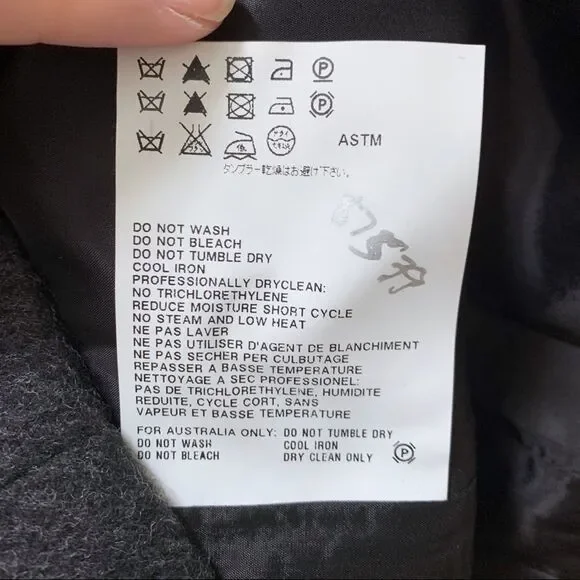 P
P
ASTM
タンブラー乾燥はお避け下さい。
DO NOT WASH
DO NOT BLEACH
DO NOT TUMBLE DRY
COOL IRON
PROFESSIONALLY DRYCLEAN:
NO TRICHLORETHYLENE
REDUCE MOISTURE SHORT CYCLE
NO STEAM AND LOW HEAT
NE PAS LAVER
NE PAS UTILISER D'AGENT DE BLANCHIMENT
NE PAS SECHER PER CULBUTAGE
REPASSER A BASSE TEMPERATURE
NETTOYAGE A SEC PROFESSIONEL:
PAS DE TRICHLORETHYLENE, HUMIDITE
REDUITE, CYCLE CORT, SANS
VAPEUR ET BASSE TEMPERATURE
FOR AUSTRALIA ONLY: DO NOT TUMBLE DRY
DO NOT WASH COOL IRON
DO NOT BLEACH DRY CLEAN ONLY P